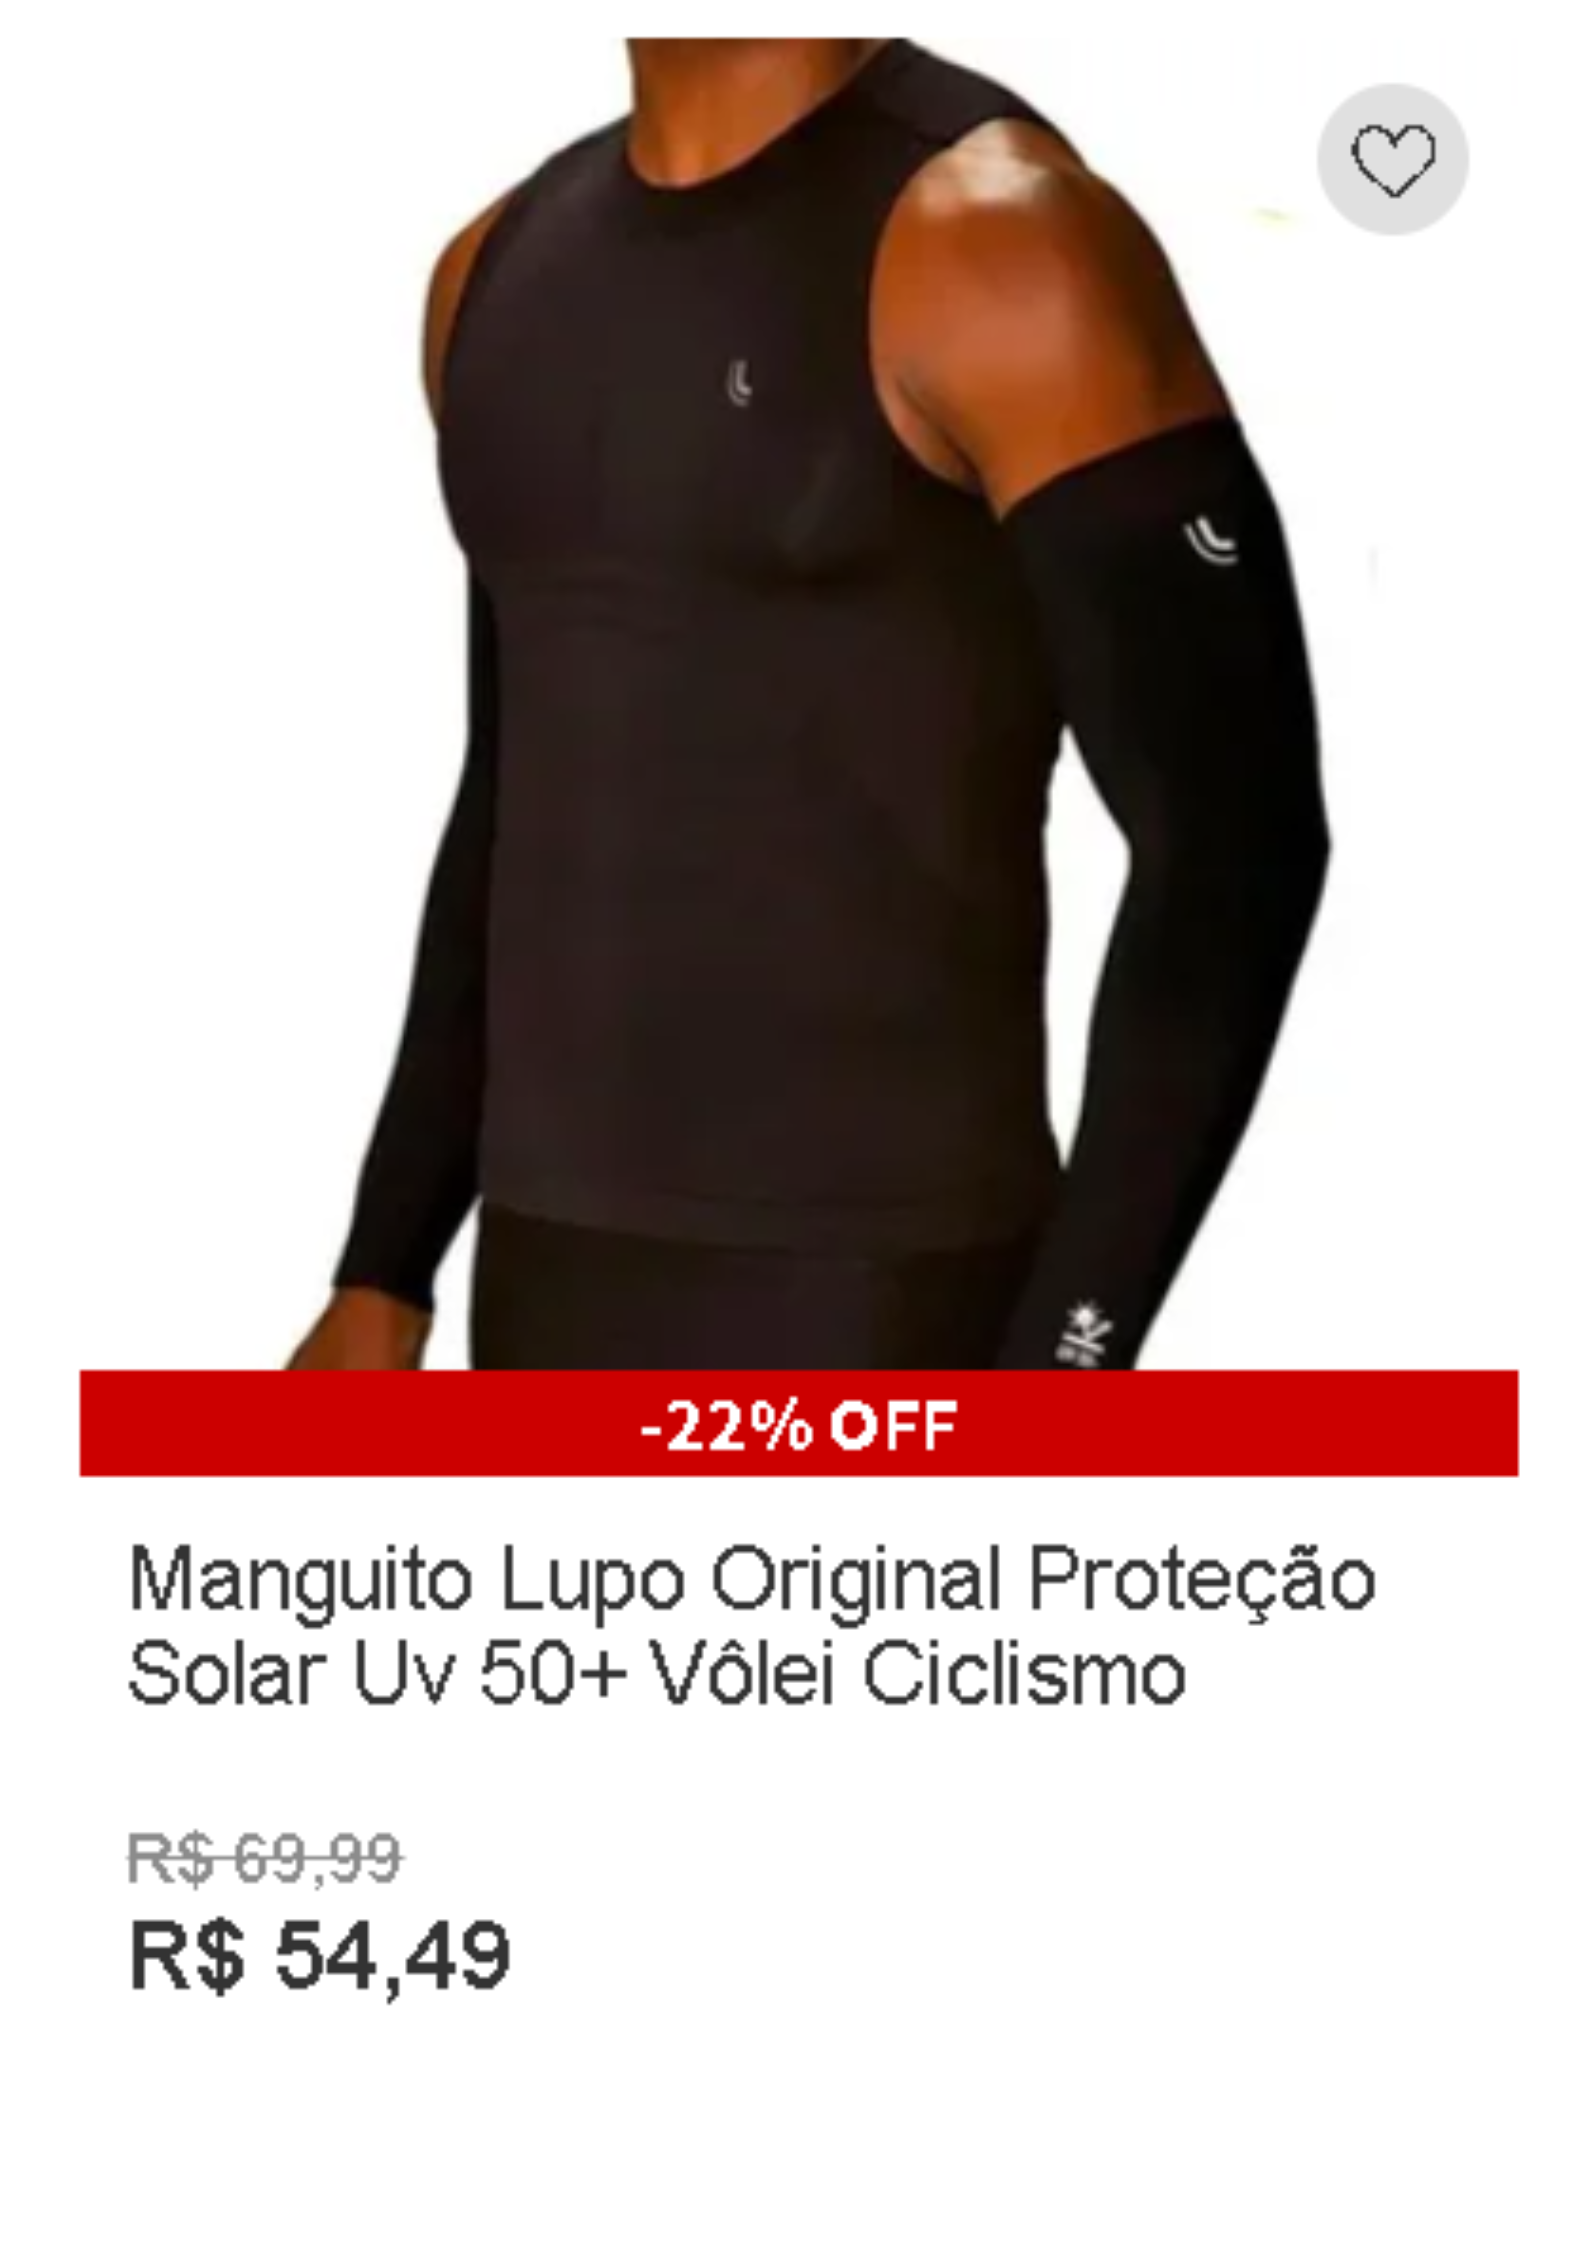 -22% OFF
Manguito Lupo Original Proteção
Solar Uv 50+ Vôlei Ciclismo
R$ 69,99
R$ 54,49